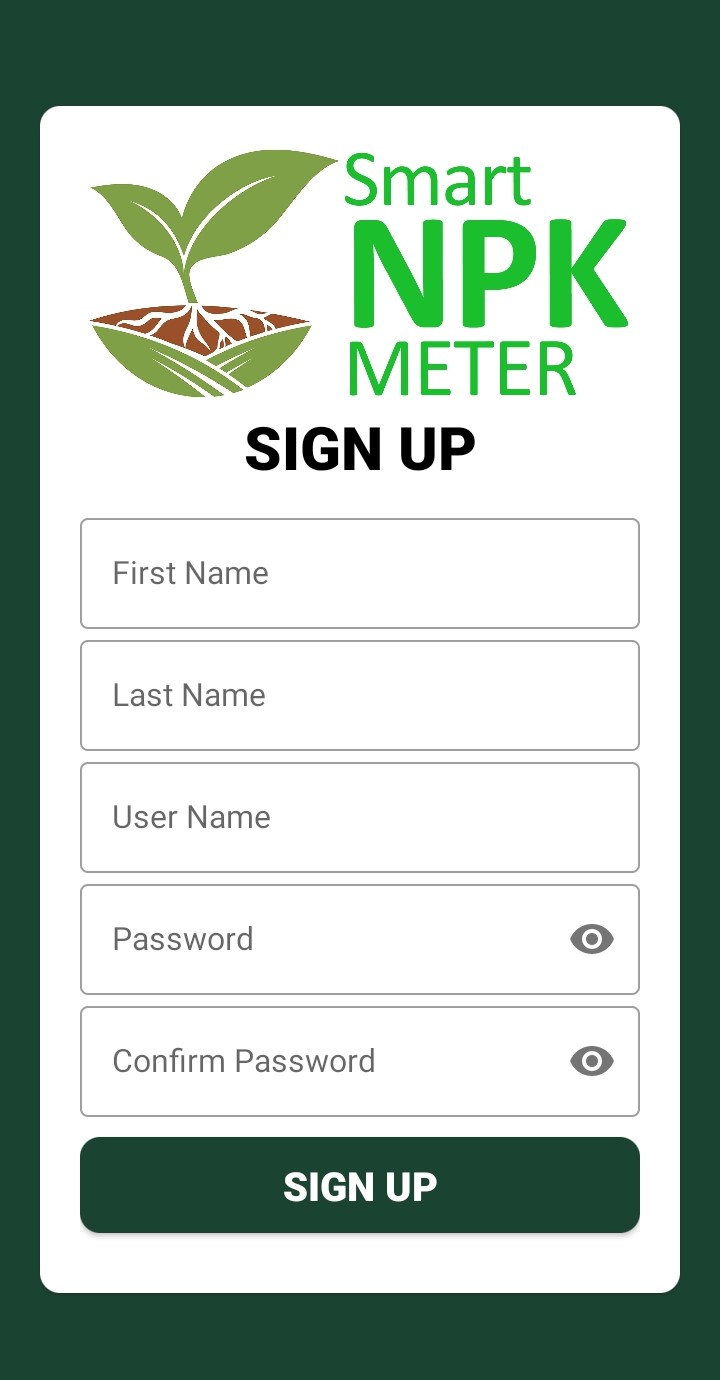 Smart
NPK
METER
SIGN UP
First Name
Last Name
User Name
Password
Confirm Password
SIGN UP